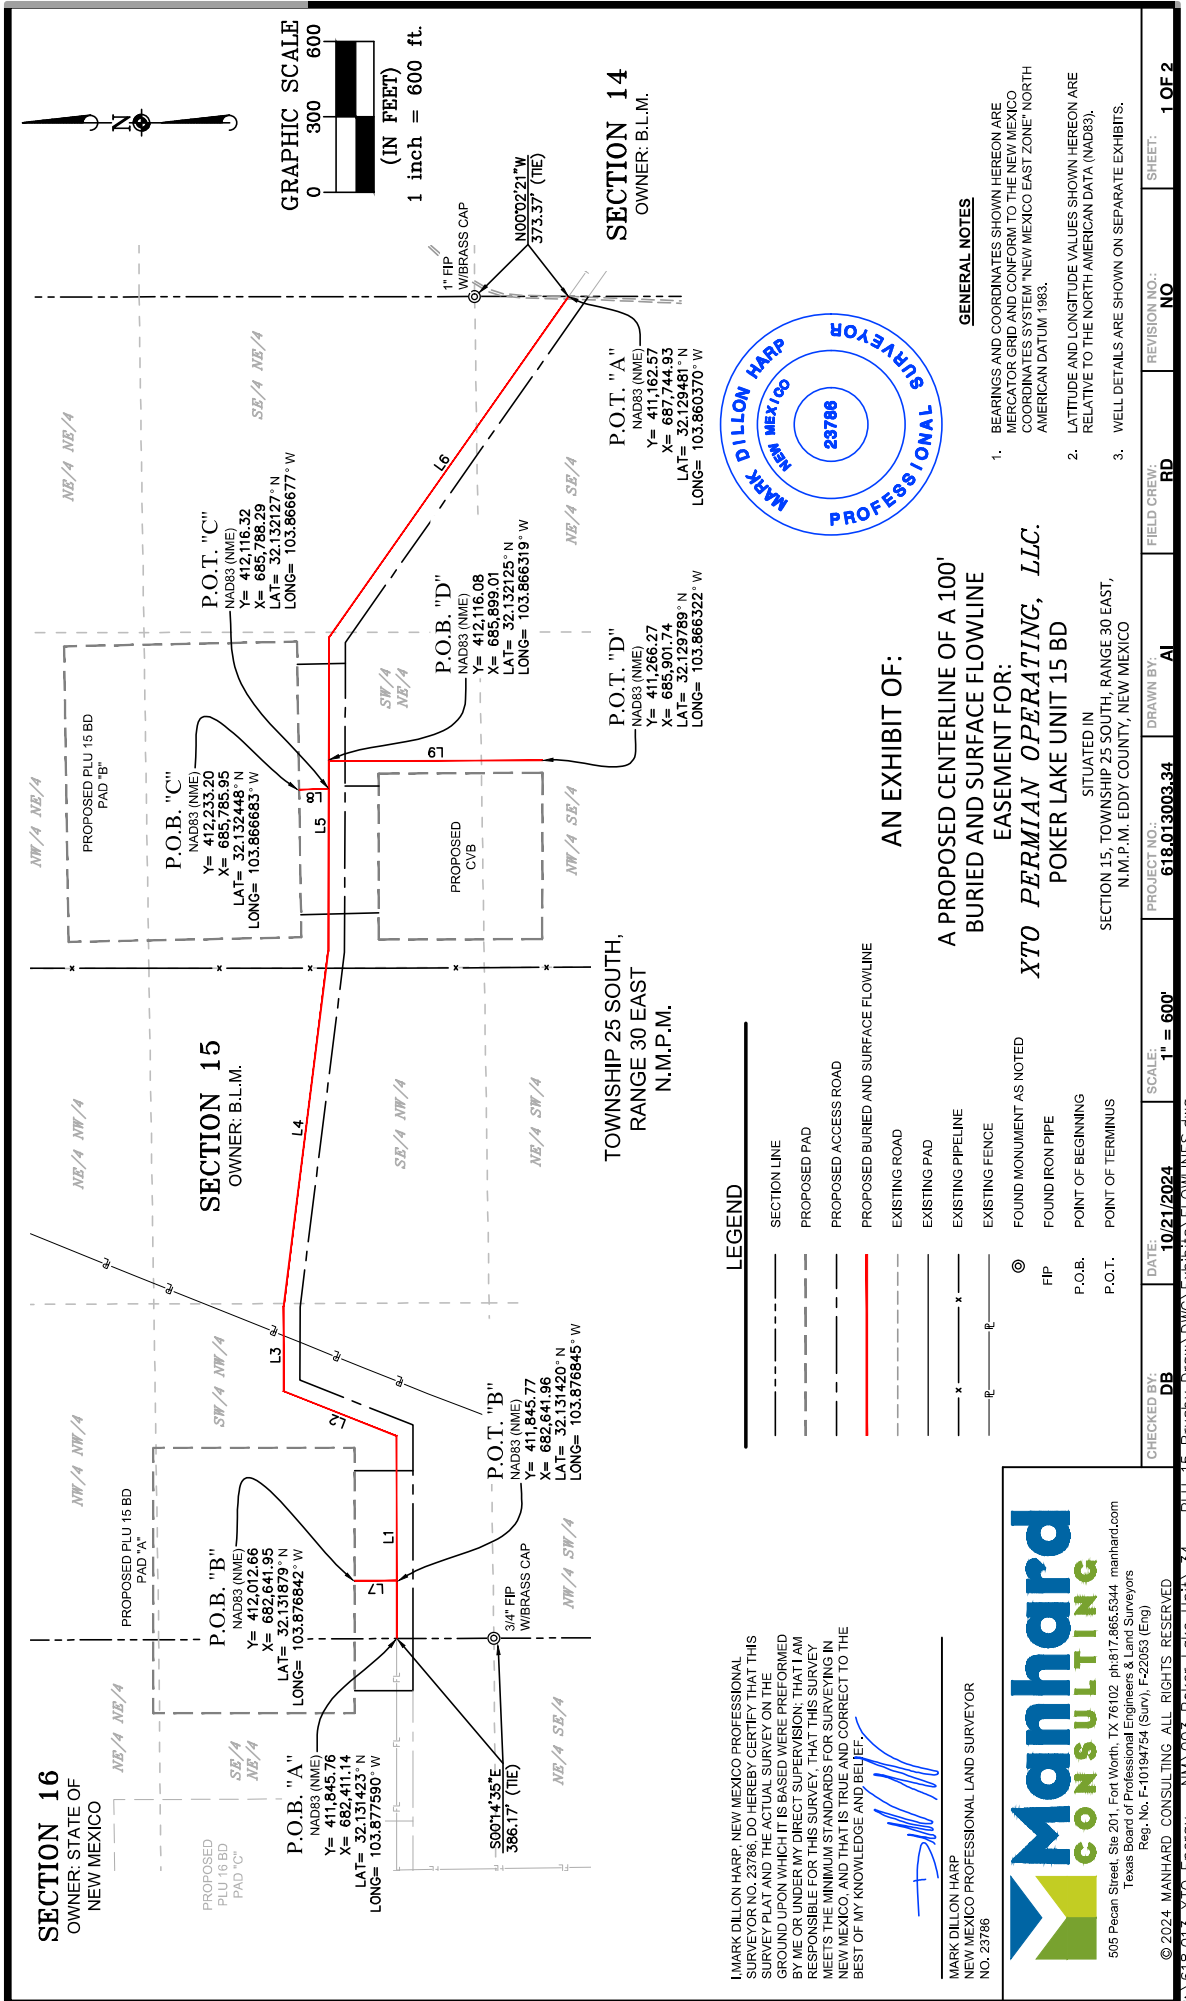 SECTION 16
OWNER: STATE OF
NEW MEXICO
NE/4 NE/4
SE/4
NE/4
PROPOSED
PLU 16 BD
PAD "C"
NE/4 SE/4
PROPOSED PLU 15 BD
PAD "A"
NW/4 NW/4
SW/4 NW/4
NW/4 SW/4
P.O.B. "A"
NAD83 (NME)
Y= 411,845.76
X= 682,411.14
LAT= 32.131423° N
LONG= 103.877590° W
S00°14'35"E
386.17' (TIE)
P.O.B. "B"
NAD83 (NME)
Y= 412,012.66
X= 682,641.95
LAT= 32.131879° N
LONG= 103.876842° W
3/4" FIP
W/BRASS CAP
P.O.T. "B"
NAD83 (NME)
Y= 411,845.77
X= 682,641.96
LAT= 32.131420° N
LONG= 103.876845° W
L7
L1
L2
L3
L4
L5
L8
L9
L6
SECTION 15
OWNER: B.L.M.
NE/4 NW/4
SE/4 NW/4
NE/4 SW/4
TOWNSHIP 25 SOUTH,
RANGE 30 EAST
N.M.P.M.
NW/4 NE/4
PROPOSED PLU 15 BD
PAD "B"
P.O.B. "C"
NAD83 (NME)
Y= 412,233.20
X= 685,785.95
LAT= 32.132448° N
LONG= 103.866683° W
PROPOSED
CVB
NW/4 SE/4
SW/4
NE/4
P.O.T. "C"
NAD83 (NME)
Y= 412,116.32
X= 685,788.29
LAT= 32.132127° N
LONG= 103.866677° W
P.O.B. "D"
NAD83 (NME)
Y= 412,116.08
X= 685,899.01
LAT= 32.132125° N
LONG= 103.866319° W
P.O.T. "D"
NAD83 (NME)
Y= 411,266.27
X= 685,901.74
LAT= 32.129789° N
LONG= 103.866322° W
NE/4 NE/4
SE/4 NE/4
NE/4 SE/4
P.O.T. "A"
NAD83 (NME)
Y= 411,162.57
X= 687,744.93
LAT= 32.129481° N
LONG= 103.860370° W
1" FIP
W/BRASS CAP
N00°02'21"W
373.37' (TIE)
SECTION 14
OWNER: B.L.M.
N
GRAPHIC SCALE
0 300 600
(IN FEET)
1 inch = 600 ft.
I, MARK DILLON HARP, NEW MEXICO PROFESSIONAL
SURVEYOR NO. 23786, DO HEREBY CERTIFY THAT THIS
SURVEY PLAT AND THE ACTUAL SURVEY ON THE
GROUND UPON WHICH IT IS BASED WERE PREFORMED
BY ME OR UNDER MY DIRECT SUPERVISION; THAT I AM
RESPONSIBLE FOR THIS SURVEY, THAT THIS SURVEY
MEETS THE MINIMUM STANDARDS FOR SURVEYING IN
NEW MEXICO, AND THAT IS TRUE AND CORRECT TO THE
BEST OF MY KNOWLEDGE AND BELIEF.
MARK DILLON HARP
NEW MEXICO PROFESSIONAL LAND SURVEYOR
NO. 23786
LEGEND
SECTION LINE
PROPOSED PAD
PROPOSED ACCESS ROAD
PROPOSED BURIED AND SURFACE FLOWLINE
EXISTING ROAD
EXISTING PAD
EXISTING PIPELINE
EXISTING FENCE
FOUND MONUMENT AS NOTED
FIP FOUND IRON PIPE
P.O.B. POINT OF BEGINNING
P.O.T. POINT OF TERMINUS
MARK DILLON HARP
NEW MEXICO
23786
PROFESSIONAL SURVEYOR
AN EXHIBIT OF:
A PROPOSED CENTERLINE OF A 100'
BURIED AND SURFACE FLOWLINE
EASEMENT FOR:
XTO PERMIAN OPERATING, LLC.
POKER LAKE UNIT 15 BD
SITUATED IN
SECTION 15, TOWNSHIP 25 SOUTH, RANGE 30 EAST,
N.M.P.M. EDDY COUNTY, NEW MEXICO
GENERAL NOTES
1. BEARINGS AND COORDINATES SHOWN HEREON ARE
MERCATOR GRID AND CONFORM TO THE NEW MEXICO
COORDINATES SYSTEM "NEW MEXICO EAST ZONE" NORTH
AMERICAN DATUM 1983.
2. LATITUDE AND LONGITUDE VALUES SHOWN HEREON ARE
RELATIVE TO THE NORTH AMERICAN DATA (NAD83).
3. WELL DETAILS ARE SHOWN ON SEPARATE EXHIBITS.
Manhard
CONSULTING
505 Pecan Street, Ste 201, Fort Worth, TX 76102 ph:817.865.5344 manhard.com
Texas Board of Professional Engineers & Land Surveyors
Reg. No. F-10194754 (Surv), F-22053 (Eng)
© 2024 MANHARD CONSULTING ALL RIGHTS RESERVED
CHECKED BY: DB
DATE: 10/21/2024
SCALE: 1" = 600'
PROJECT NO.: 618.013003.34
DRAWN BY: AI
FIELD CREW: RD
REVISION NO.: NO
SHEET: 1 OF 2